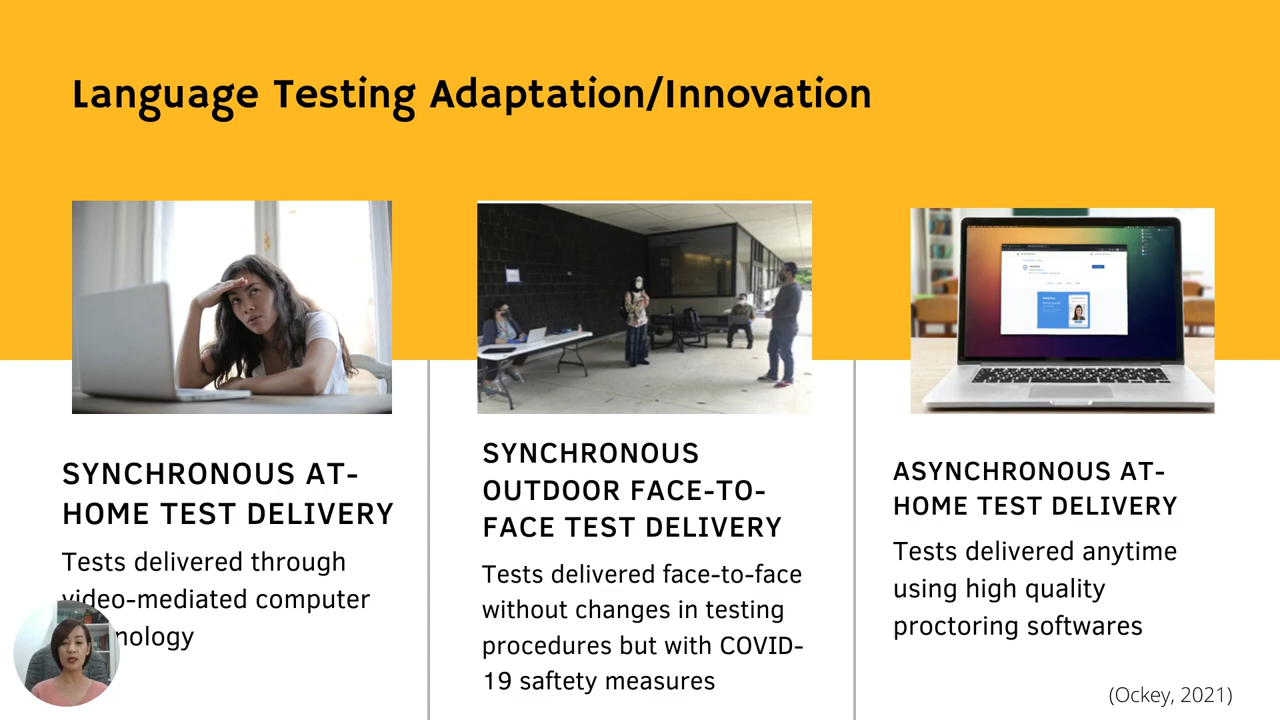 Language Testing Adaptation/Innovation
SYNCHRONOUS AT-
HOME TEST DELIVERY
Tests delivered through
video-mediated computer
nology
SYNCHRONOUS
OUTDOOR FACE-TO-
FACE TEST DELIVERY
Tests delivered face-to-face
without changes in testing
procedures but with COVID-
19 saftety measures
ASYNCHRONOUS AT-
HOME TEST DELIVERY
Tests delivered anytime
using high quality
proctoring softwares
(Ockey, 2021)